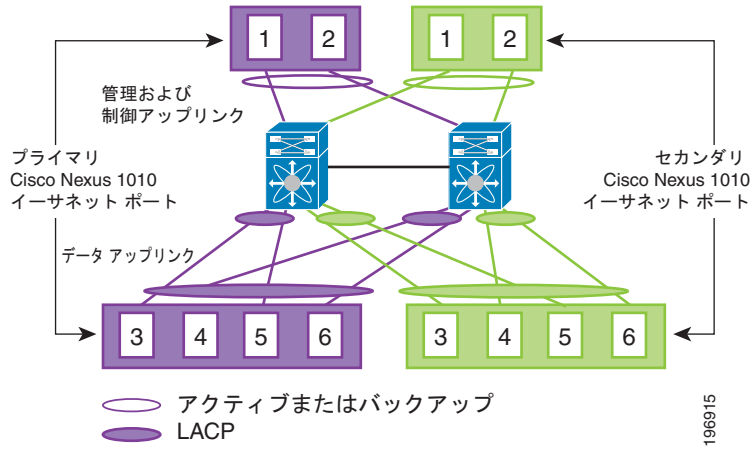 1 2
1 2
管理および
制御アップリンク
プライマリ
Cisco Nexus 1010
イーサネット ポート
セカンダリ
Cisco Nexus 1010
イーサネット ポート
データ アップリンク
3 4 5 6
3 4 5 6
アクティブまたはバックアップ
LACP
196915